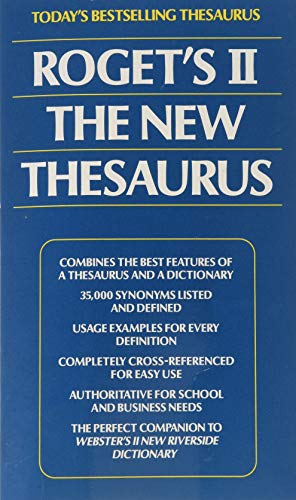 TODAY'S BESTSELLING THESAURUS
ROGET'S II
THE NEW
THESAURUS
COMBINES THE BEST FEATURES OF
A THESAURUS AND A DICTIONARY
35,000 SYNONYMS LISTED
AND DEFINED
USAGE EXAMPLES FOR EVERY
DEFINITION
COMPLETELY CROSS-REFERENCED
FOR EASY USE
AUTHORITATIVE FOR SCHOOL
AND BUSINESS NEEDS
THE PERFECT COMPANION TO
WEBSTER'S II NEW RIVERSIDE
DICTIONARY